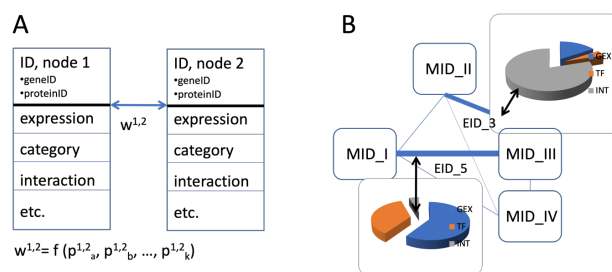 A
ID, node 1
•geneID
•proteinID
expression
category
interaction
etc.
w1,2
ID, node 2
•geneID
•proteinID
expression
category
interaction
etc.
w1,2= f (p1,2a, p1,2b, ..., p1,2k)
B
MID_II
GEX
TF
INT
EID_3
MID_I
MID_III
EID_5
MID_IV
GEX
TF
INT